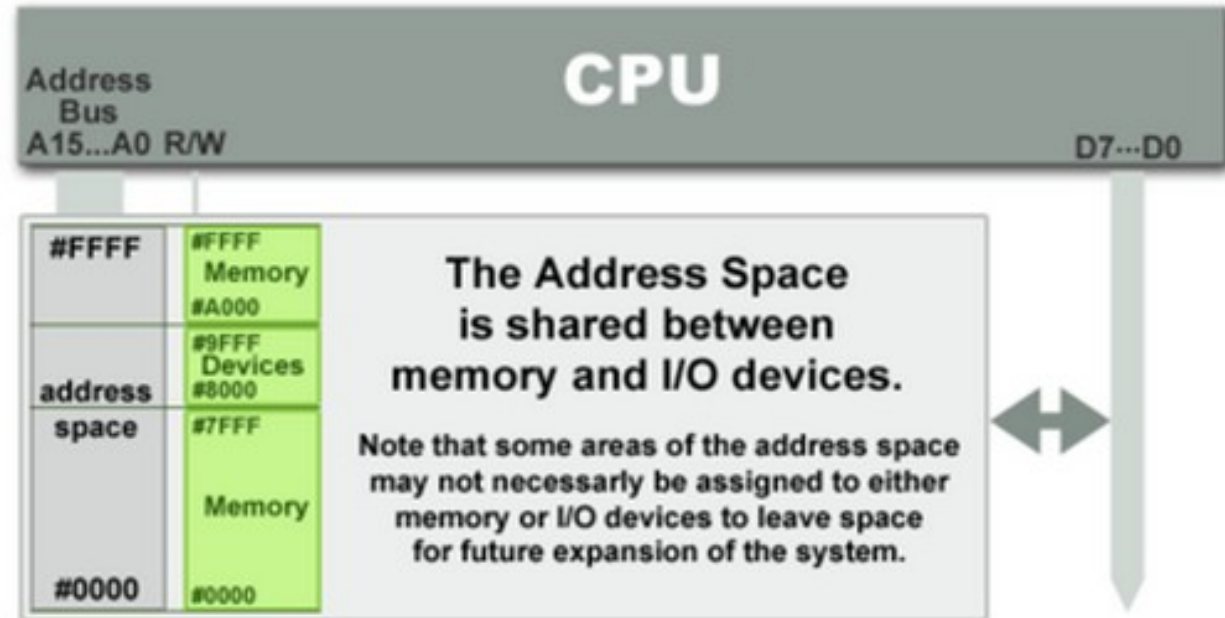 CPU
Address
Bus
A15...A0 R/W
D7...D0
#FFFF
address
space
#0000
#FFFF
Memory
#A000
#9FFF
Devices
#8000
#7FFF
Memory
#0000
The Address Space
is shared between
memory and I/O devices.
Note that some areas of the address space
may not necessarly be assigned to either
memory or I/O devices to leave space
for future expansion of the system.